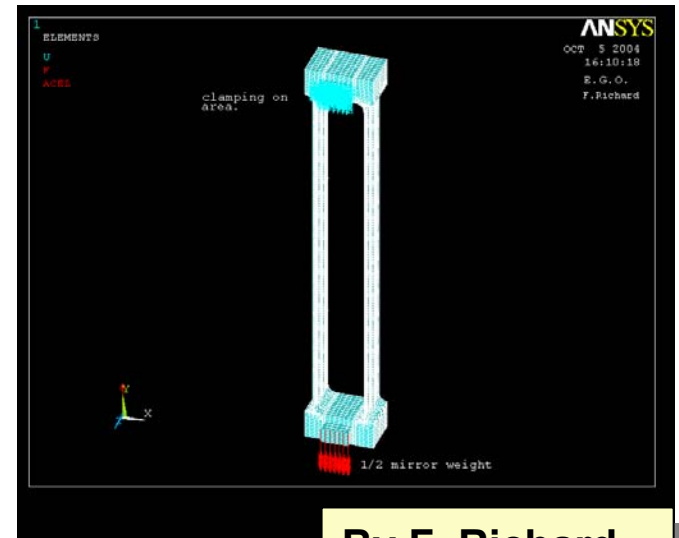 1
ANSYS
ELEMENTS
OCT 5 2004
16:10:18
U
F
E.G.O.
ACEL
F.Richard
clamping on
area.
Y
X
1/2 mirror weight
By F. Richard